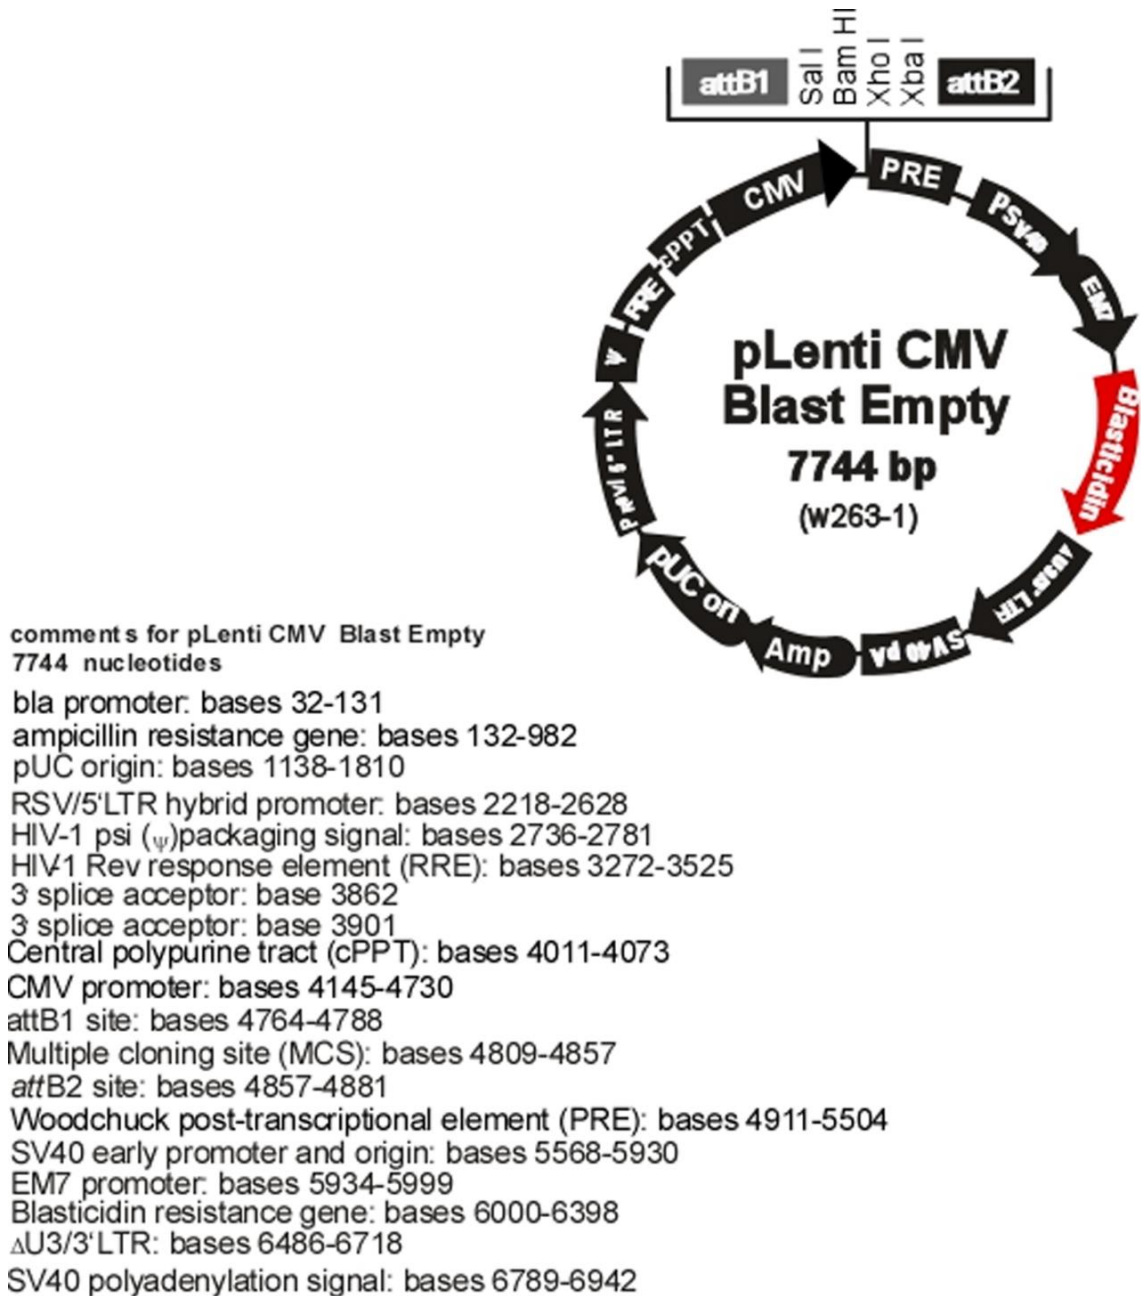 attB1
Sal I
Bam HI
Xho I
Xba I
attB2
CMV
PRE
PSV40
EM7
Blasticidin
ΔU3/3' LTR
SV40 pA
Amp
pUC ori
P RSV/5' LTR
ψ
RRE
cPPT
pLenti CMV
Blast Empty
7744 bp
(w263-1)
comments for pLenti CMV Blast Empty
7744 nucleotides
bla promoter: bases 32-131
ampicillin resistance gene: bases 132-982
pUC origin: bases 1138-1810
RSV/5'LTR hybrid promoter: bases 2218-2628
HIV-1 psi (ψ)packaging signal: bases 2736-2781
HIV-1 Rev response element (RRE): bases 3272-3525
3' splice acceptor: base 3862
3' splice acceptor: base 3901
Central polypurine tract (cPPT): bases 4011-4073
CMV promoter: bases 4145-4730
attB1 site: bases 4764-4788
Multiple cloning site (MCS): bases 4809-4857
attB2 site: bases 4857-4881
Woodchuck post-transcriptional element (PRE): bases 4911-5504
SV40 early promoter and origin: bases 5568-5930
EM7 promoter: bases 5934-5999
Blasticidin resistance gene: bases 6000-6398
ΔU3/3'LTR: bases 6486-6718
SV40 polyadenylation signal: bases 6789-6942